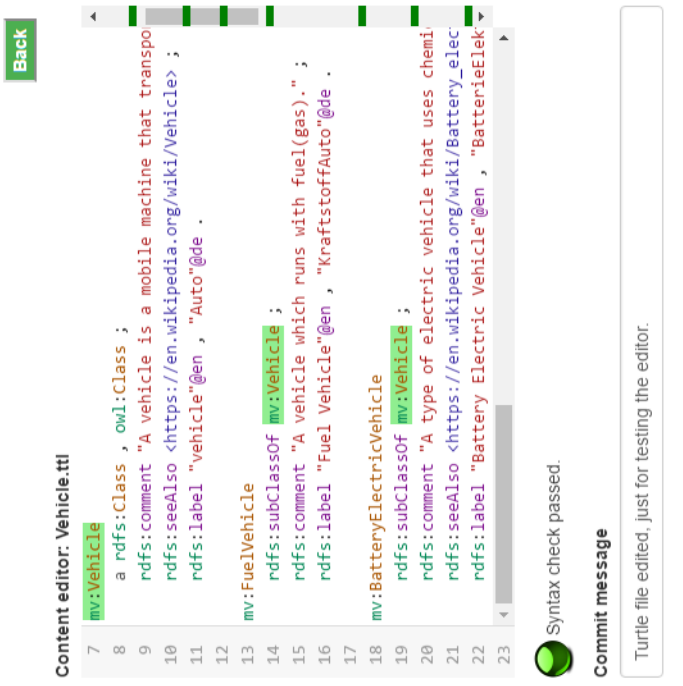 Back
Content editor: Vehicle.ttl
7 mv:Vehicle
8 a rdfs:Class , owl:Class ;
9 rdfs:comment "A vehicle is a mobile machine that transpo
10 rdfs:seeAlso <https://en.wikipedia.org/wiki/Vehicle> ;
11 rdfs:label "vehicle"@en , "Auto"@de .
12
13 mv:FuelVehicle
14 rdfs:subClassOf mv:Vehicle ;
15 rdfs:comment "A vehicle which runs with fuel(gas)." ;
16 rdfs:label "Fuel Vehicle"@en , "KraftstoffAuto"@de .
17
18 mv:BatteryElectricVehicle
19 rdfs:subClassOf mv:Vehicle ;
20 rdfs:comment "A type of electric vehicle that uses chemi
21 rdfs:seeAlso <https://en.wikipedia.org/wiki/Battery_elec
22 rdfs:label "Battery Electric Vehicle"@en , "BatterieElek
23
Syntax check passed.
Commit message
Turtle file edited, just for testing the editor.